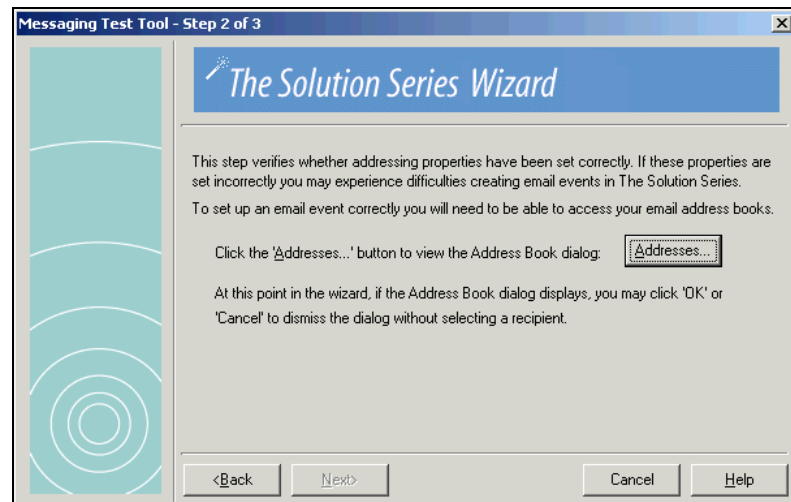 Messaging Test Tool - Step 2 of 3
The Solution Series Wizard
This step verifies whether addressing properties have been set correctly. If these properties are
set incorrectly you may experience difficulties creating email events in The Solution Series.
To set up an email event correctly you will need to be able to access your email address books.
Click the 'Addresses...' button to view the Address Book dialog: Addresses...
At this point in the wizard, if the Address Book dialog displays, you may click 'OK' or
'Cancel' to dismiss the dialog without selecting a recipient.
<Back Next> Cancel Help